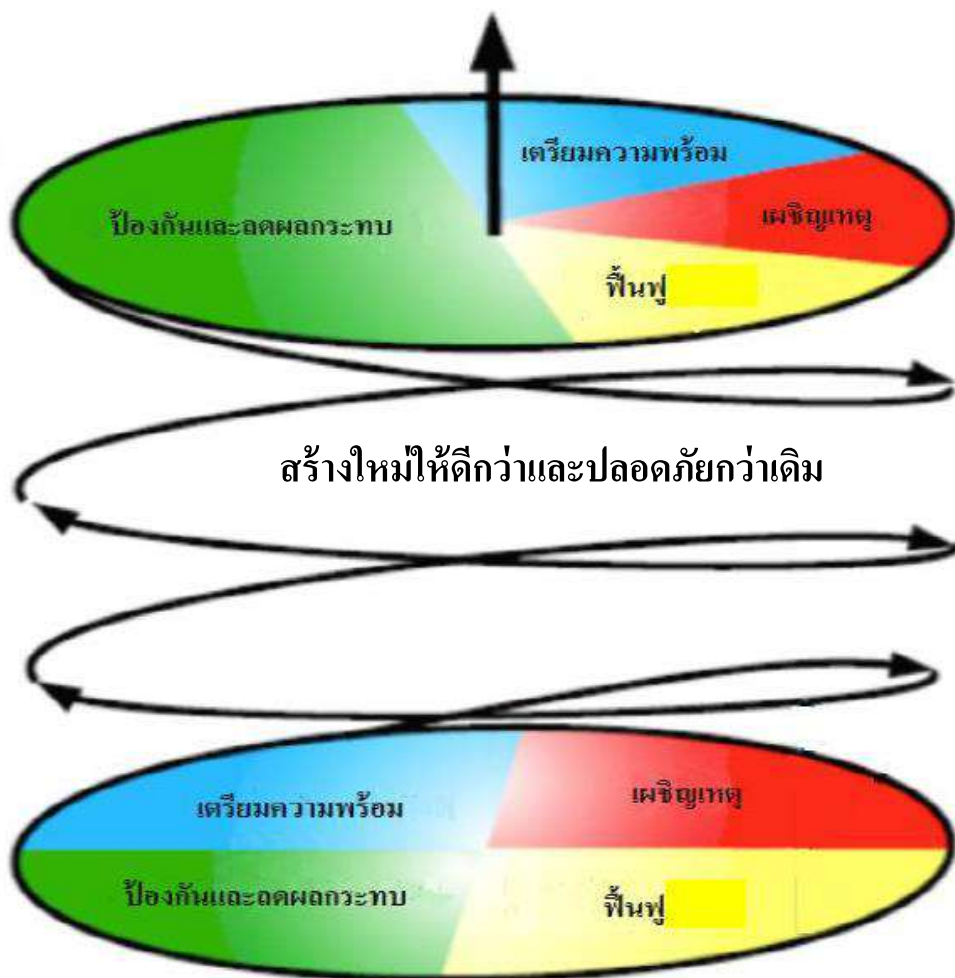 เตรียมความพร้อม
ป้องกันและลดผลกระทบ
เผชิญเหตุ
ฟื้นฟู
สร้างใหม่ให้ดีกว่าและปลอดภัยกว่าเดิม
เตรียมความพร้อม
เผชิญเหตุ
ป้องกันและลดผลกระทบ
ฟื้นฟู